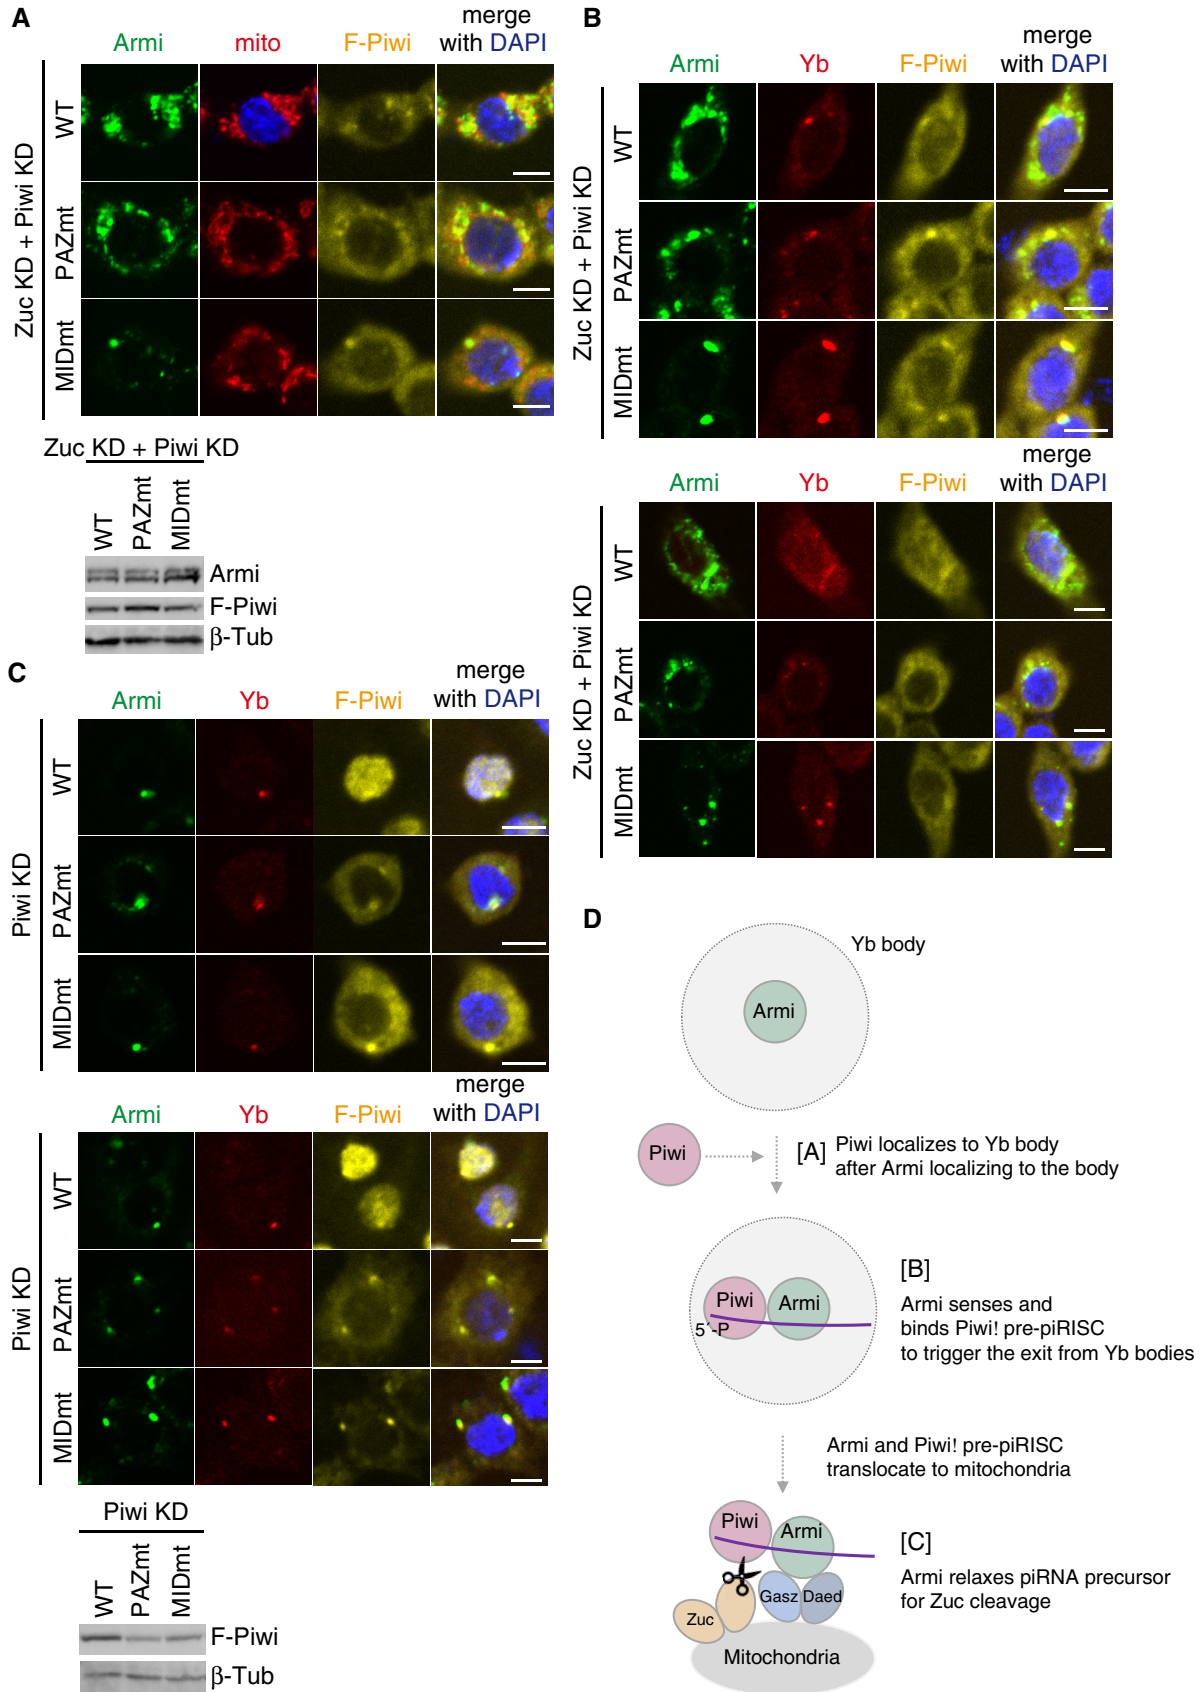 A
Armi
mito
F-Piwi
merge
with DAPI
Zuc KD + Piwi KD
WT
PAZmt
MIDmt
Zuc KD + Piwi KD
WT
PAZmt
MIDmt
Armi
F-Piwi
β-Tub
B
Armi
Yb
F-Piwi
merge
with DAPI
Zuc KD + Piwi KD
WT
PAZmt
MIDmt
Armi
Yb
F-Piwi
merge
with DAPI
Zuc KD + Piwi KD
WT
PAZmt
MIDmt
C
Armi
Yb
F-Piwi
merge
with DAPI
Piwi KD
WT
PAZmt
MIDmt
Armi
Yb
F-Piwi
merge
with DAPI
Piwi KD
WT
PAZmt
MIDmt
Piwi KD
WT
PAZmt
MIDmt
F-Piwi
β-Tub
D
Yb body
Armi
Piwi
[A] Piwi localizes to Yb body
after Armi localizing to the body
Piwi
Armi
5´-P
[B]
Armi senses and
binds Piwi! pre-piRISC
to trigger the exit from Yb bodies
Armi and Piwi! pre-piRISC
translocate to mitochondria
Piwi
Armi
Zuc
Gasz
Daed
Mitochondria
[C]
Armi relaxes piRNA precursor
for Zuc cleavage